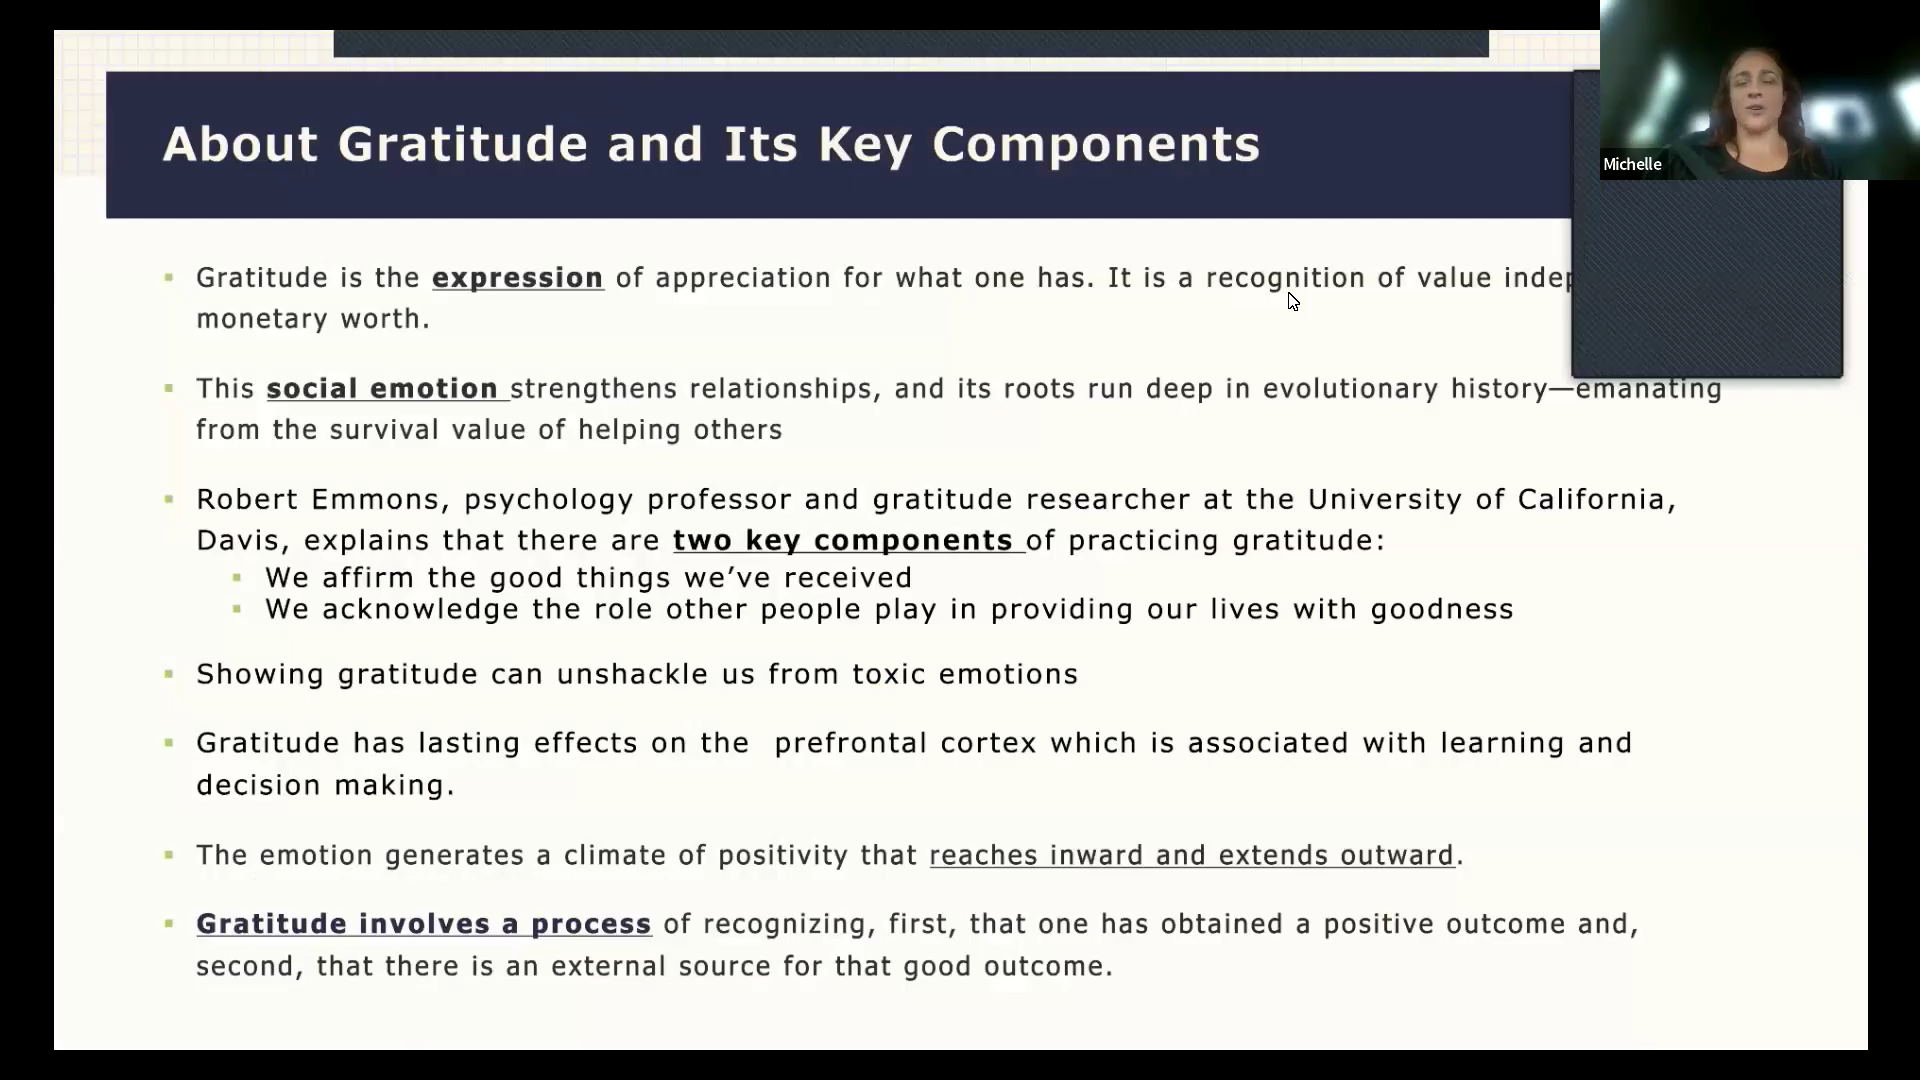 About Gratitude and Its Key Components
Michelle
Gratitude is the expression of appreciation for what one has. It is a recognition of value
monetary worth.
This social emotion strengthens relationships, and its roots run deep in evolutionary history—emanating
from the survival value of helping others
Robert Emmons, psychology professor and gratitude researcher at the University of California,
Davis, explains that there are two key components of practicing gratitude:
We affirm the good things we’ve received
We acknowledge the role other people play in providing our lives with goodness
Showing gratitude can unshackle us from toxic emotions
Gratitude has lasting effects on the  prefrontal cortex which is associated with learning and
decision making.
The emotion generates a climate of positivity that reaches inward and extends outward.
Gratitude involves a process of recognizing, first, that one has obtained a positive outcome and,
second, that there is an external source for that good outcome.